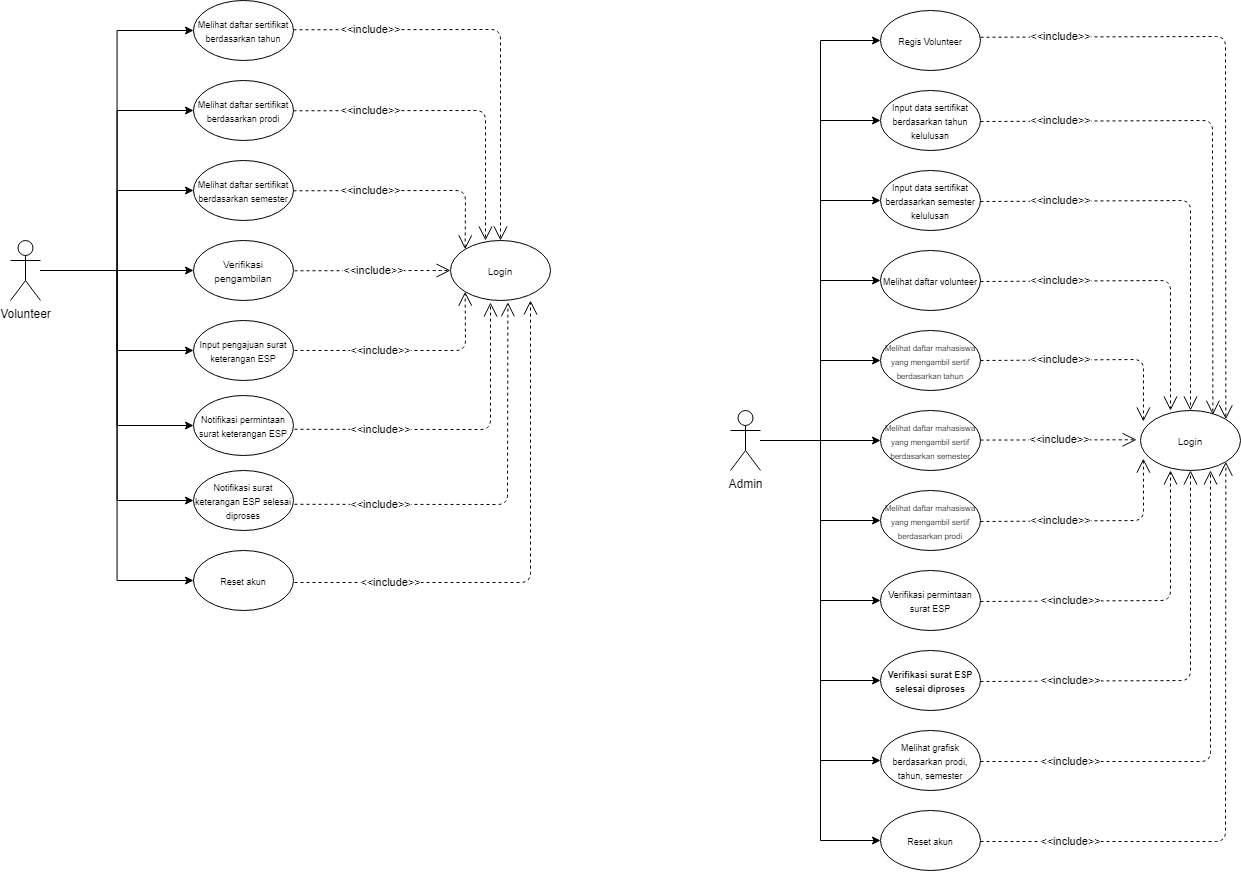 Melihat daftar sertifikat
berdasarkan tahun
<<include>>
Melihat daftar sertifikat
berdasarkan prodi
<<include>>
Melihat daftar sertifikat
berdasarkan semester
<<include>>
Volunteer
Verifikasi
pengambilan
<<include>>
Login
Input pengajuan surat
keterangan ESP
<<include>>
Notifikasi permintaan
surat keterangan ESP
<<include>>
Notifikasi surat
keterangan ESP selesai
diproses
<<include>>
Reset akun
<<include>>
Regis Volunteer
<<include>>
Input data sertifikat
berdasarkan tahun
kelulusan
<<include>>
Input data sertifikat
berdasarkan semester
kelulusan
<<include>>
Melihat daftar volunteer
<<include>>
Melihat daftar mahasiswa
yang mengambil sertif
berdasarkan tahun
<<include>>
Admin
Melihat daftar mahasiswa
yang mengambil sertif
berdasarkan semester
<<include>>
Login
Melihat daftar mahasiswa
yang mengambil sertif
berdasarkan prodi
<<include>>
Verifikasi permintaan
surat ESP
<<include>>
Verifikasi surat ESP
selesai diproses
<<include>>
Melihat grafisk
berdasarkan prodi,
tahun, semester
<<include>>
Reset akun
<<include>>